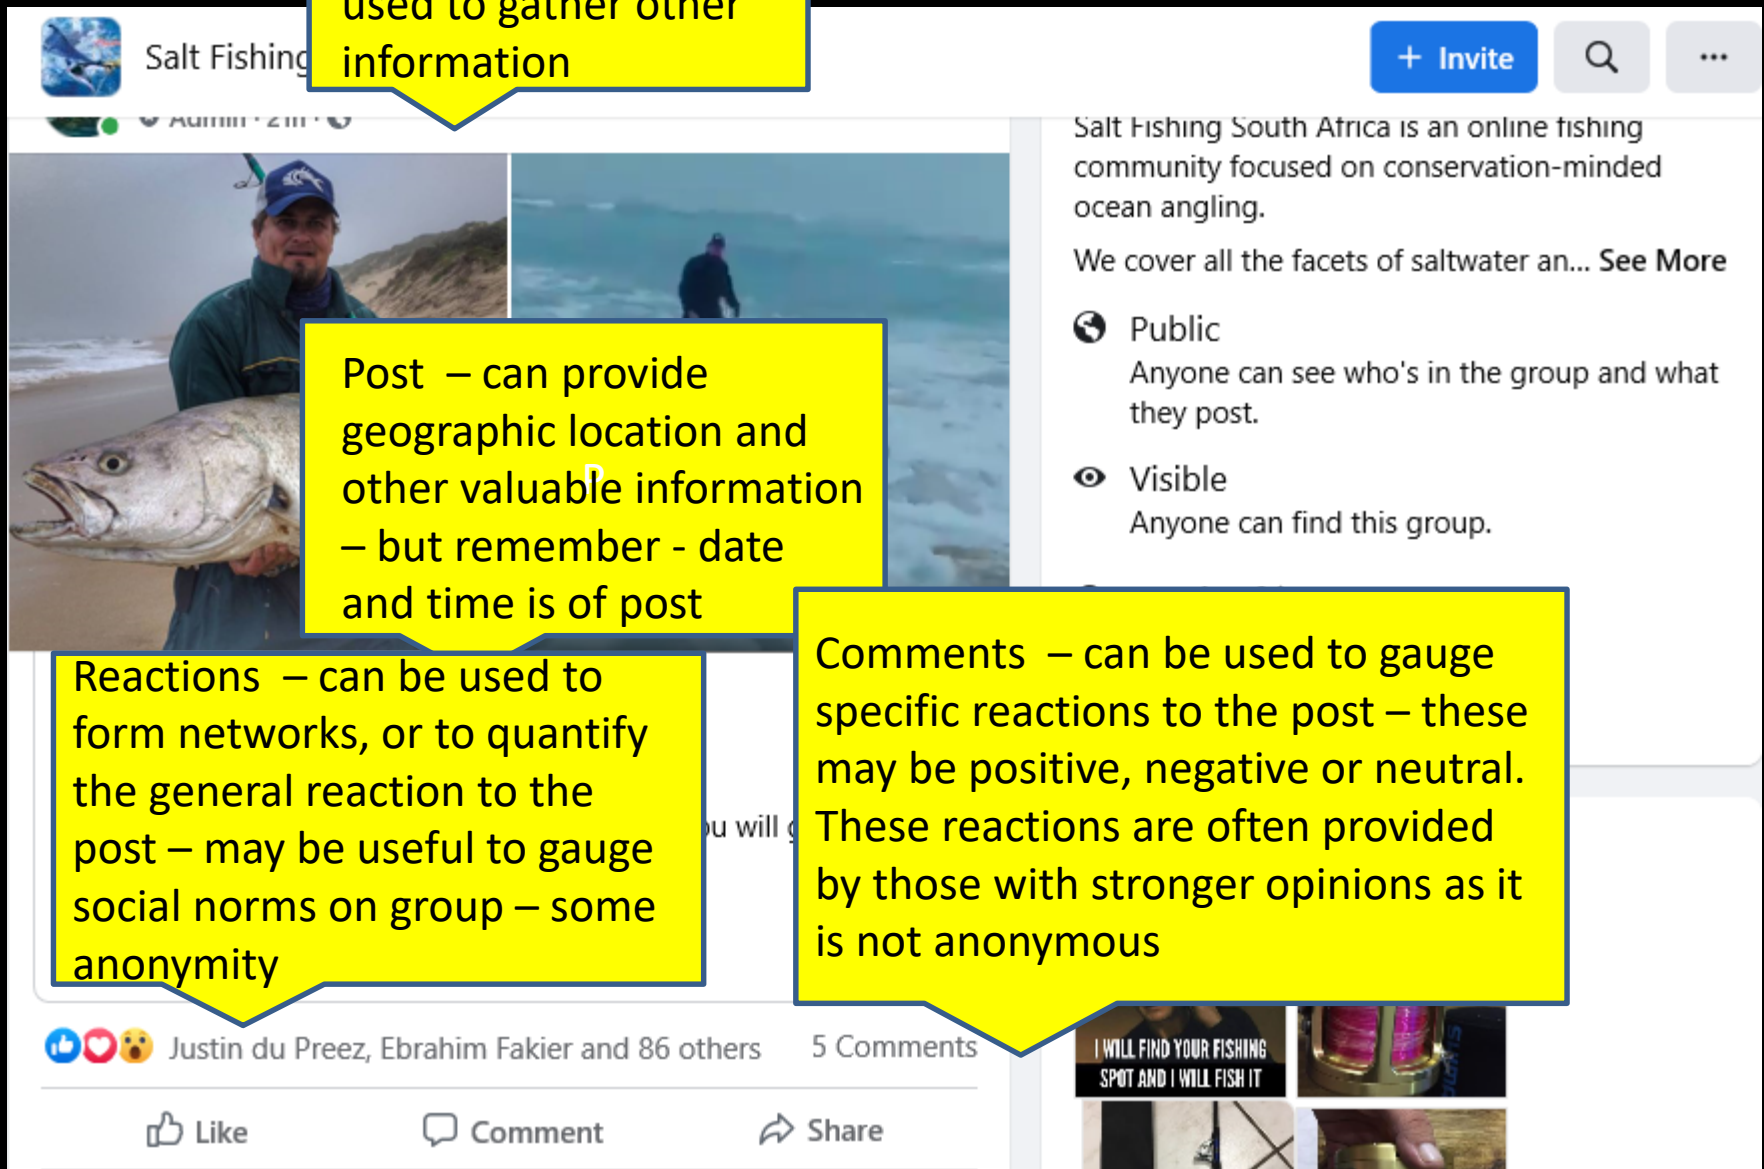 used to gather other
information
Salt Fishing
+ Invite
Admin · 21h ·
Salt Fishing South Africa is an online fishing
community focused on conservation-minded
ocean angling.
We cover all the facets of saltwater an... See More
Public
Anyone can see who's in the group and what
they post.
Visible
Anyone can find this group.
Post – can provide
geographic location and
other valuable information
– but remember - date
and time is of post
Reactions – can be used to
form networks, or to quantify
the general reaction to the
post – may be useful to gauge
social norms on group – some
anonymity
will
Comments – can be used to gauge
specific reactions to the post – these
may be positive, negative or neutral.
These reactions are often provided
by those with stronger opinions as it
is not anonymous
Justin du Preez, Ebrahim Fakier and 86 others
5 Comments
Like
Comment
Share
I WILL FIND YOUR FISHING
SPOT AND I WILL FISH IT